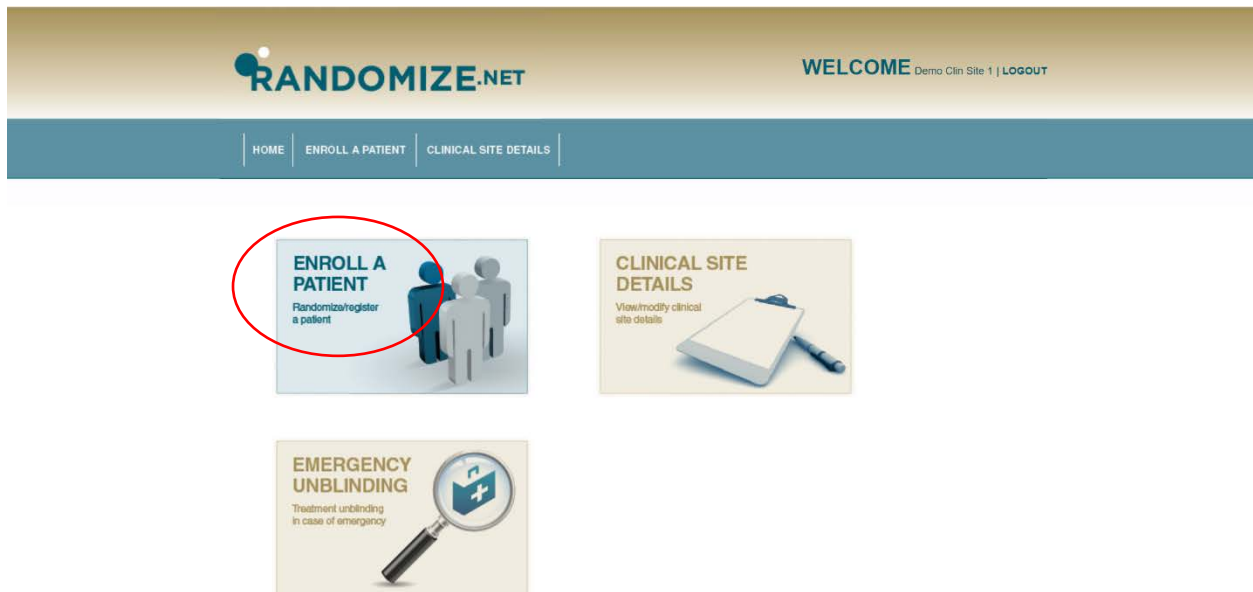 RANDOMIZE.NET
WELCOME Demo Clin Site 1 | LOGOUT
HOME ENROLL A PATIENT CLINICAL SITE DETAILS
ENROLL A
PATIENT
Randomize/register
a patient
CLINICAL SITE
DETAILS
View/modify clinical
site details
EMERGENCY
UNBLINDING
Treatment unblinding
in case of emergency